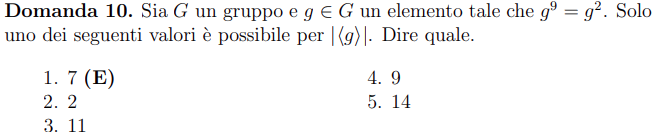 Domanda 10. Sia G un gruppo e g ∈ G un elemento tale che g⁹ = g². Solo
uno dei seguenti valori è possibile per |⟨g⟩|. Dire quale.
1. 7 (E)
2. 2
3. 11
4. 9
5. 14